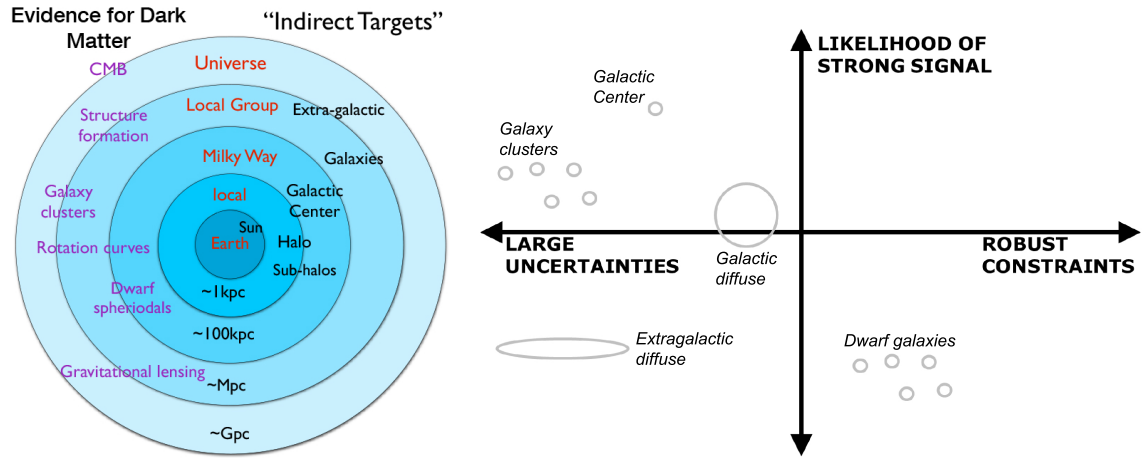 Evidence for Dark
Matter
"Indirect Targets"
CMB
Universe
Structure
formation
Local Group
Extra-galactic
Milky Way
Galaxies
Galaxy
clusters
local
Galactic
Center
Sun
Rotation curves
Earth
Halo
Sub-halos
Dwarf
spheriodals
~1kpc
~100kpc
Gravitational lensing
~Mpc
~Gpc
LIKELIHOOD OF
STRONG SIGNAL
Galactic
Center
Galaxy
clusters
LARGE
UNCERTAINTIES
ROBUST
CONSTRAINTS
Galactic
diffuse
Extragalactic
diffuse
Dwarf galaxies